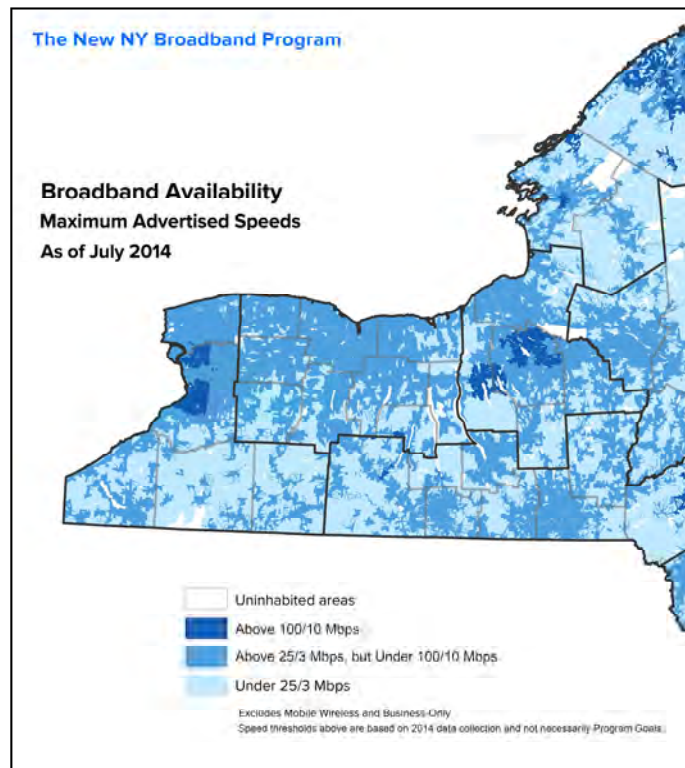 The New NY Broadband Program
Broadband Availability
Maximum Advertised Speeds
As of July 2014
Uninhabited areas
Above 100/10 Mbps
Above 25/3 Mbps, but Under 100/10 Mbps
Under 25/3 Mbps
Excludes Mobile Wireless and Business-Only
Speed thresholds above are based on 2014 data collection and not necessarily Program Goals.